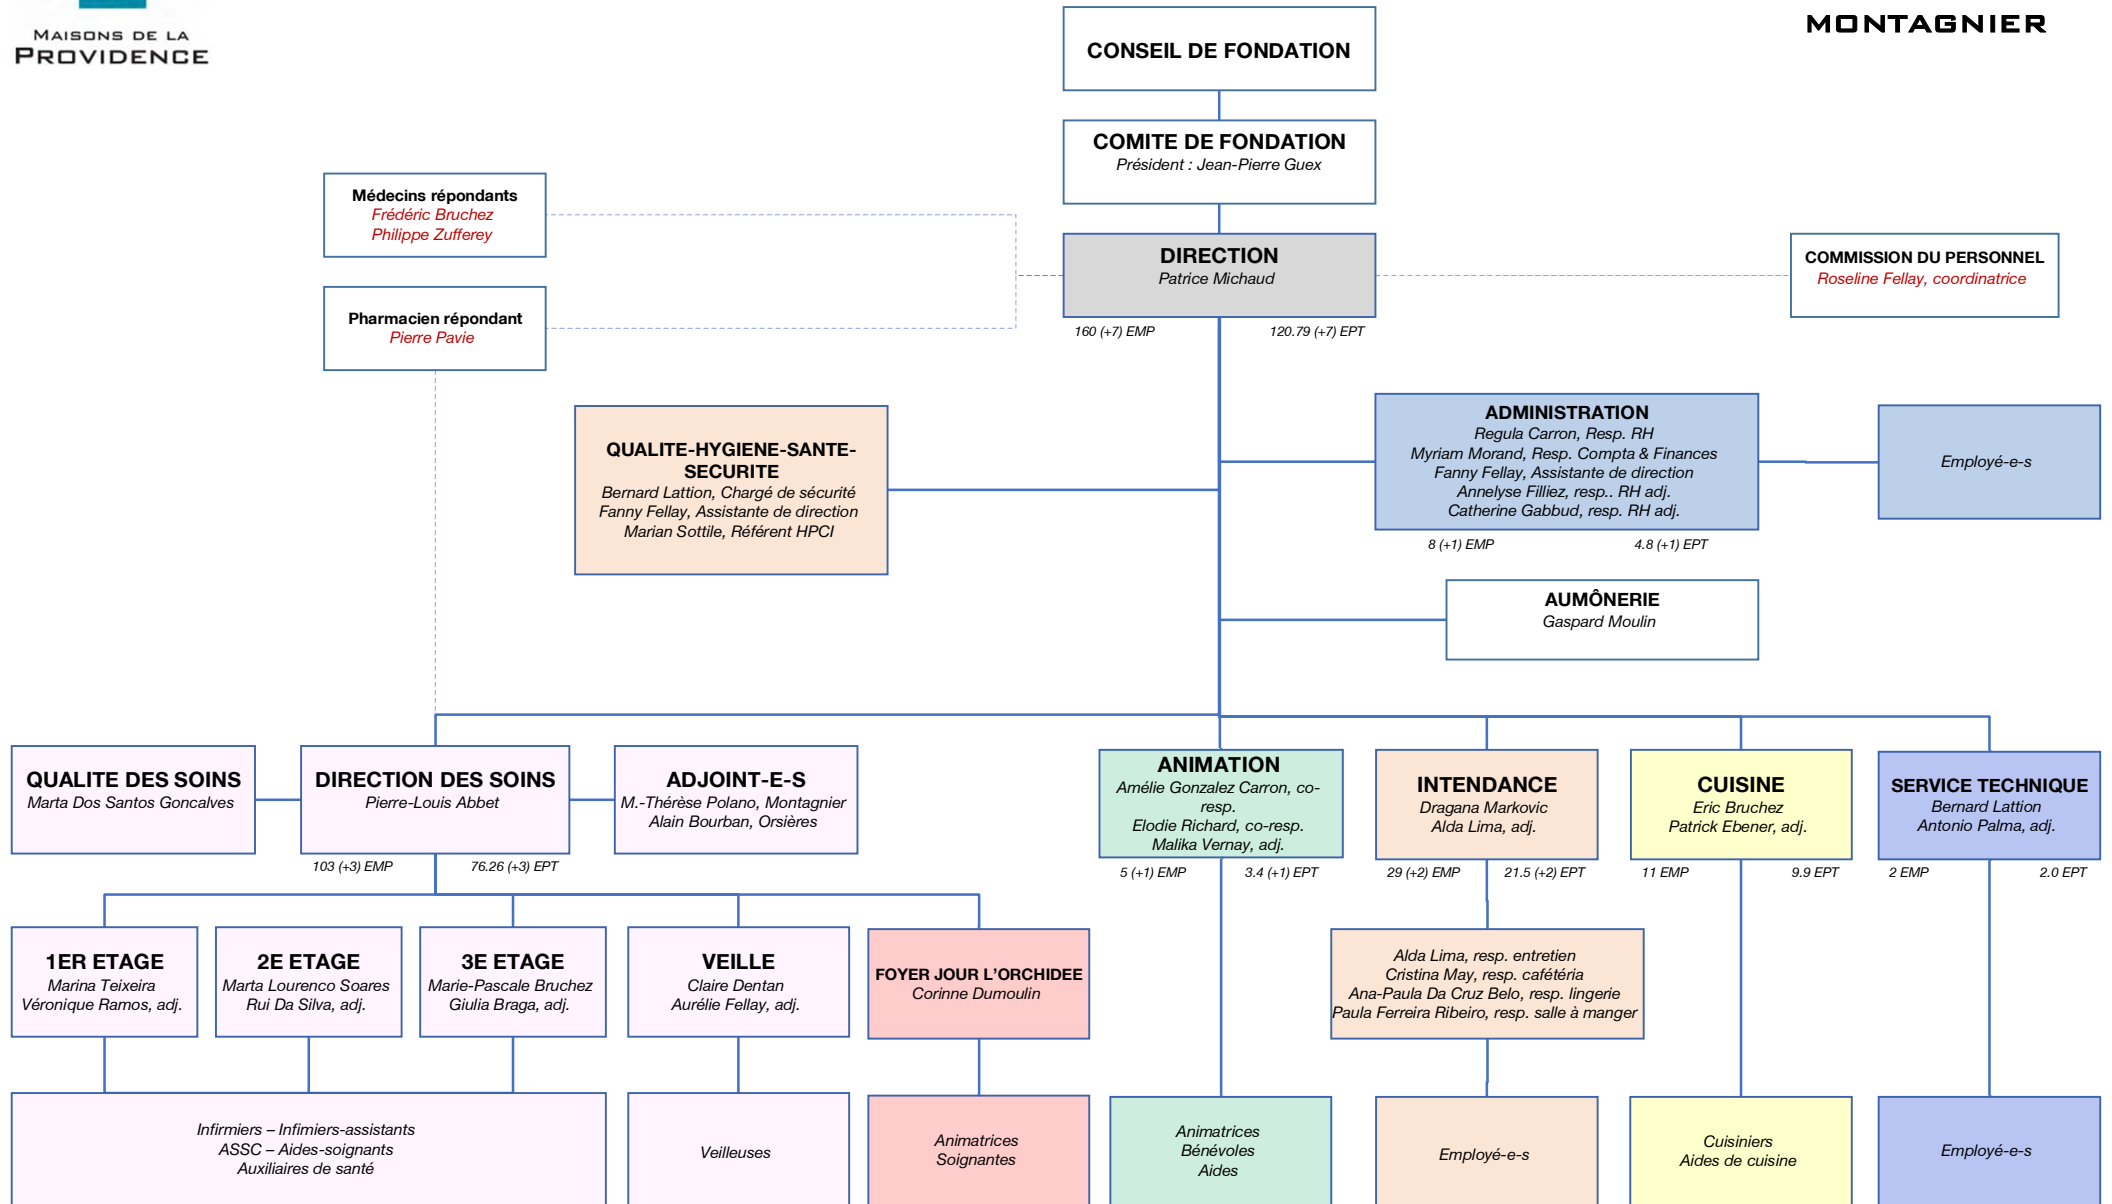 MAISONS DE LA
PROVIDENCE
MONTAGNIER
CONSEIL DE FONDATION
COMITE DE FONDATION
Président : Jean-Pierre Guex
Médecins répondants
Frédéric Bruchez
Philippe Zufferey
DIRECTION
Patrice Michaud
COMMISSION DU PERSONNEL
Roseline Fellay, coordinatrice
Pharmacien répondant
Pierre Pavie
160 (+7) EMP
120.79 (+7) EPT
QUALITE-HYGIENE-SANTE-
SECURITE
Bernard Lattion, Chargé de sécurité
Fanny Fellay, Assistante de direction
Marian Sottile, Référent HPCI
ADMINISTRATION
Regula Carron, Resp. RH
Myriam Morand, Resp. Compta & Finances
Fanny Fellay, Assistante de direction
Annelyse Filliez, resp.. RH adj.
Catherine Gabbud, resp. RH adj.
Employé-e-s
8 (+1) EMP
4.8 (+1) EPT
AUMÔNERIE
Gaspard Moulin
QUALITE DES SOINS
Marta Dos Santos Goncalves
DIRECTION DES SOINS
Pierre-Louis Abbet
ADJOINT-E-S
M.-Thérèse Polano, Montagnier
Alain Bourban, Orsières
ANIMATION
Amélie Gonzalez Carron, co-
resp.
Elodie Richard, co-resp.
Malika Vernay, adj.
INTENDANCE
Dragana Markovic
Alda Lima, adj.
CUISINE
Eric Bruchez
Patrick Ebener, adj.
SERVICE TECHNIQUE
Bernard Lattion
Antonio Palma, adj.
103 (+3) EMP
76.26 (+3) EPT
5 (+1) EMP
3.4 (+1) EPT
29 (+2) EMP
21.5 (+2) EPT
11 EMP
9.9 EPT
2 EMP
2.0 EPT
1ER ETAGE
Marina Teixeira
Véronique Ramos, adj.
2E ETAGE
Marta Lourenco Soares
Rui Da Silva, adj.
3E ETAGE
Marie-Pascale Bruchez
Giulia Braga, adj.
VEILLE
Claire Dentan
Aurélie Fellay, adj.
FOYER JOUR L'ORCHIDEE
Corinne Dumoulin
Alda Lima, resp. entretien
Cristina May, resp. cafétéria
Ana-Paula Da Cruz Belo, resp. lingerie
Paula Ferreira Ribeiro, resp. salle à manger
Infirmiers – Infimiers-assistants
ASSC – Aides-soignants
Auxiliaires de santé
Veilleuses
Animatrices
Soignantes
Animatrices
Bénévoles
Aides
Employé-e-s
Cuisiniers
Aides de cuisine
Employé-e-s